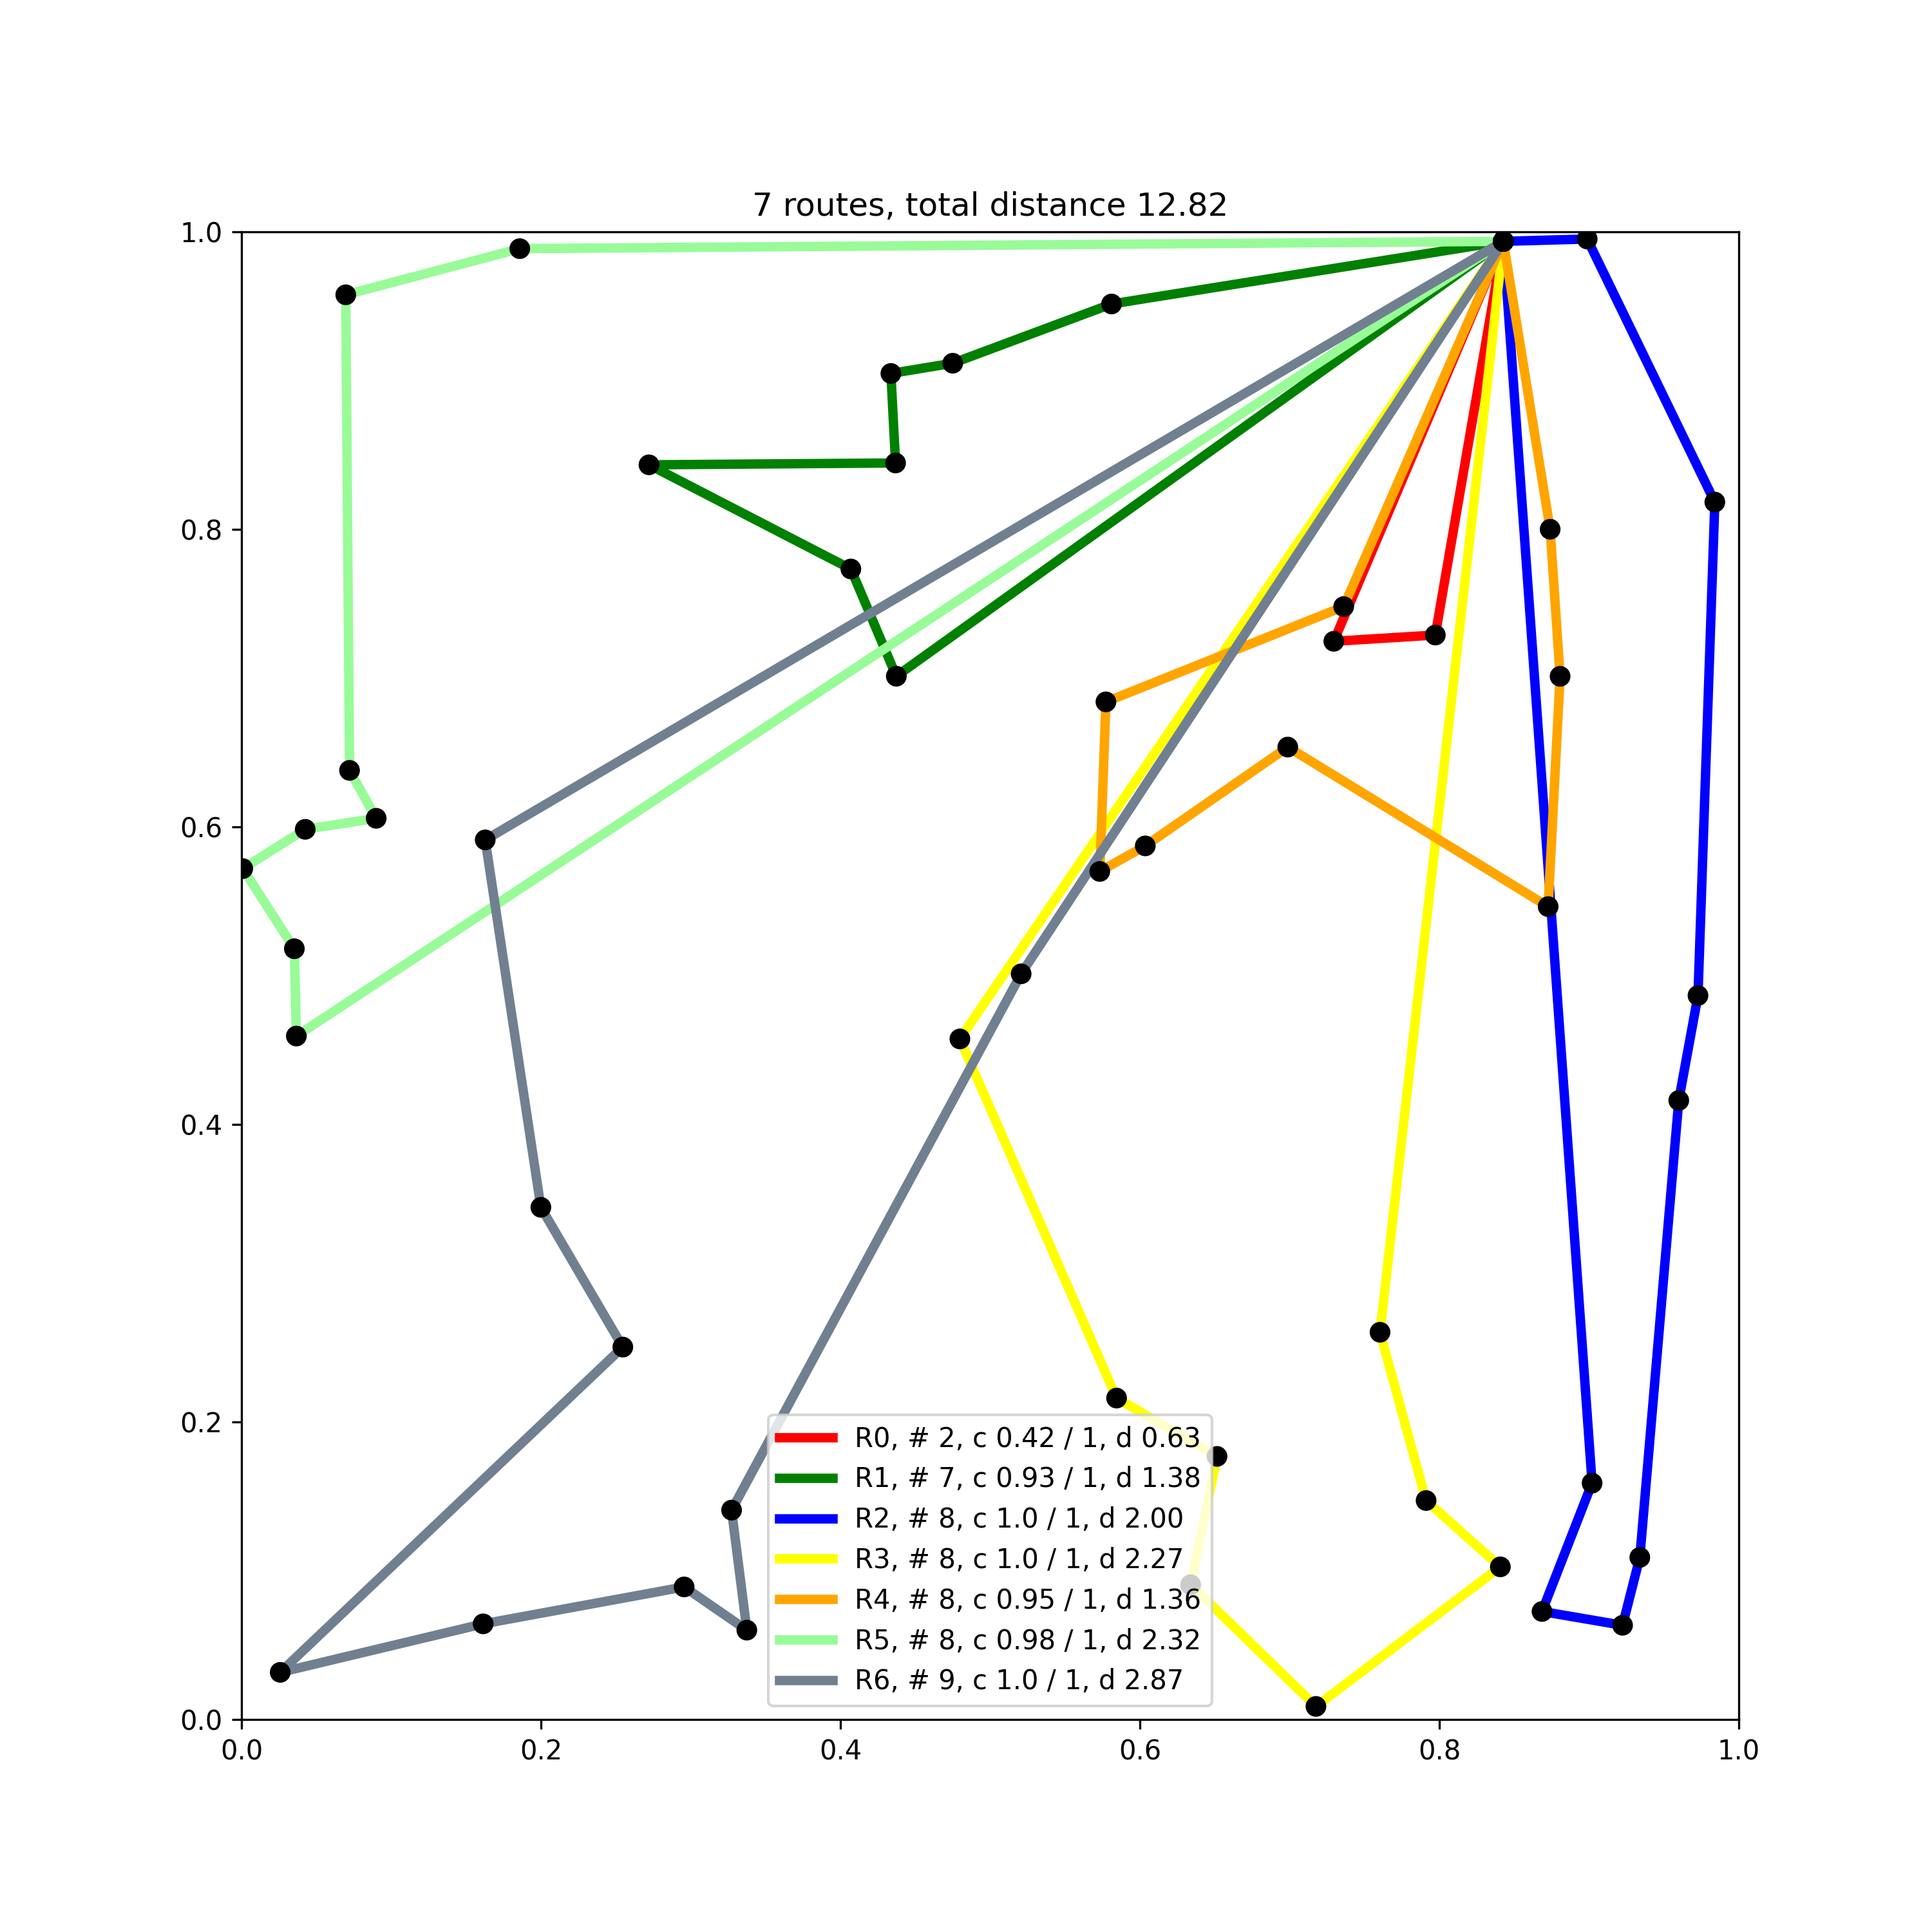 7 routes, total distance 12.82
1.0
0.8
0.6
0.4
0.2
0.0
R0, # 2, c 0.42 / 1, d 0.63
R1, # 7, c 0.93 / 1, d 1.38
R2, # 8, c 1.0 / 1, d 2.00
R3, # 8, c 1.0 / 1, d 2.27
R4, # 8, c 0.95 / 1, d 1.36
R5, # 8, c 0.98 / 1, d 2.32
R6, # 9, c 1.0 / 1, d 2.87
0.0 0.2 0.4 0.6 0.8 1.0